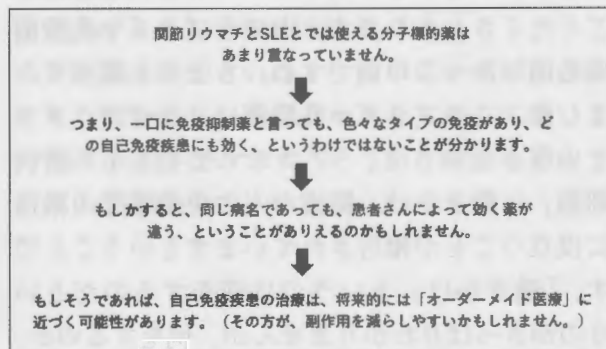 関節リウマチとSLEとでは使える分子標的薬は
あまり重なっていません。
つまり、一口に免疫抑制薬と言っても、色々なタイプの免疫があり、ど
の自己免疫疾患にも効く、というわけではないことが分かります。
もしかすると、同じ病名であっても、患者さんによって効く薬が
違う、ということがありえるのかもしれません。
もしそうであれば、自己免疫疾患の治療は、将来的には「オーダーメイド医療」に
近づく可能性があります。（その方が、副作用を減らしやすいかもしれません。）